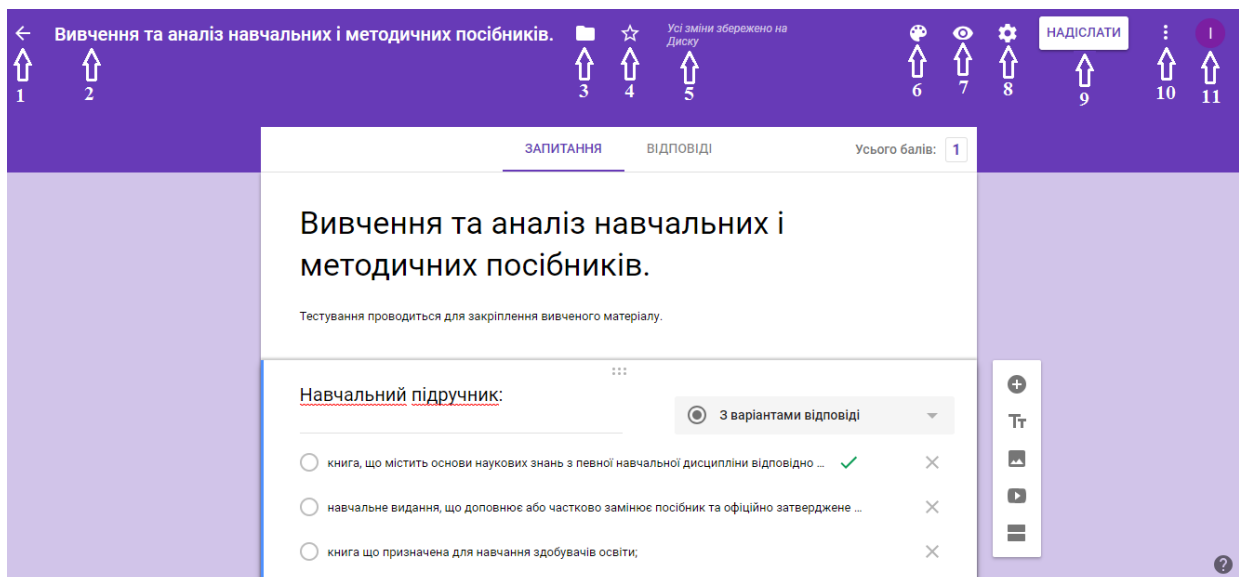 Вивчення та аналіз навчальних і методичних посібників.
Усі зміни збережено на
Диску
НАДІСЛАТИ
І
1
2
3
4
5
6
7
8
9
10
11
ЗАПИТАННЯ
ВІДПОВІДІ
Усього балів: 1
Вивчення та аналіз навчальних і
методичних посібників.
Тестування проводиться для закріплення вивченого матеріалу.
Навчальний підручник:
З варіантами відповіді
книга, що містить основи наукових знань з певної навчальної дисципліни відповідно ...
навчальне видання, що доповнює або частково замінює посібник та офіційно затверджене ...
книга що призначена для навчання здобувачів освіти;
Тт
?